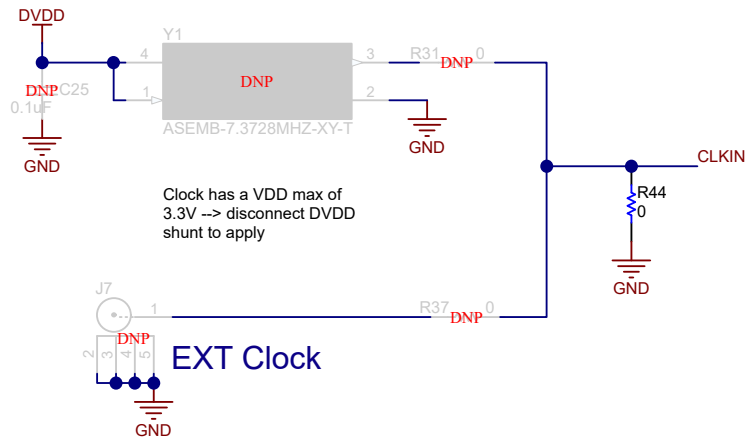 DVDD
Y1
4
3
R31
DNP
0
DNP
DNP
C25
0.1uF
1
2
GND
ASEMB-7.3728MHZ-XY-T
GND
CLKIN
Clock has a VDD max of
3.3V --> disconnect DVDD
shunt to apply
R44
0
GND
J7
1
R37
DNP
0
DNP
2
3
4
5
EXT Clock
GND